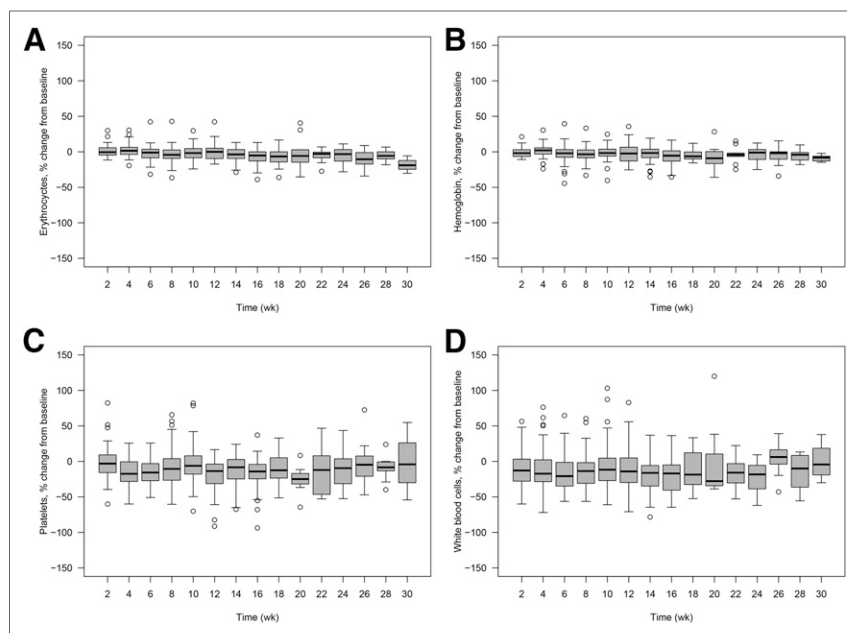 A
Erythrocytes, % change from baseline
150
100
50
0
−50
−100
−150
2 4 6 8 10 12 14 16 18 20 22 24 26 28 30
Time (wk)
B
Hemoglobin, % change from baseline
150
100
50
0
−50
−100
−150
2 4 6 8 10 12 14 16 18 20 22 24 26 28 30
Time (wk)
C
Platelets, % change from baseline
150
100
50
0
−50
−100
−150
2 4 6 8 10 12 14 16 18 20 22 24 26 28 30
Time (wk)
D
White blood cells, % change from baseline
150
100
50
0
−50
−100
−150
2 4 6 8 10 12 14 16 18 20 22 24 26 28 30
Time (wk)